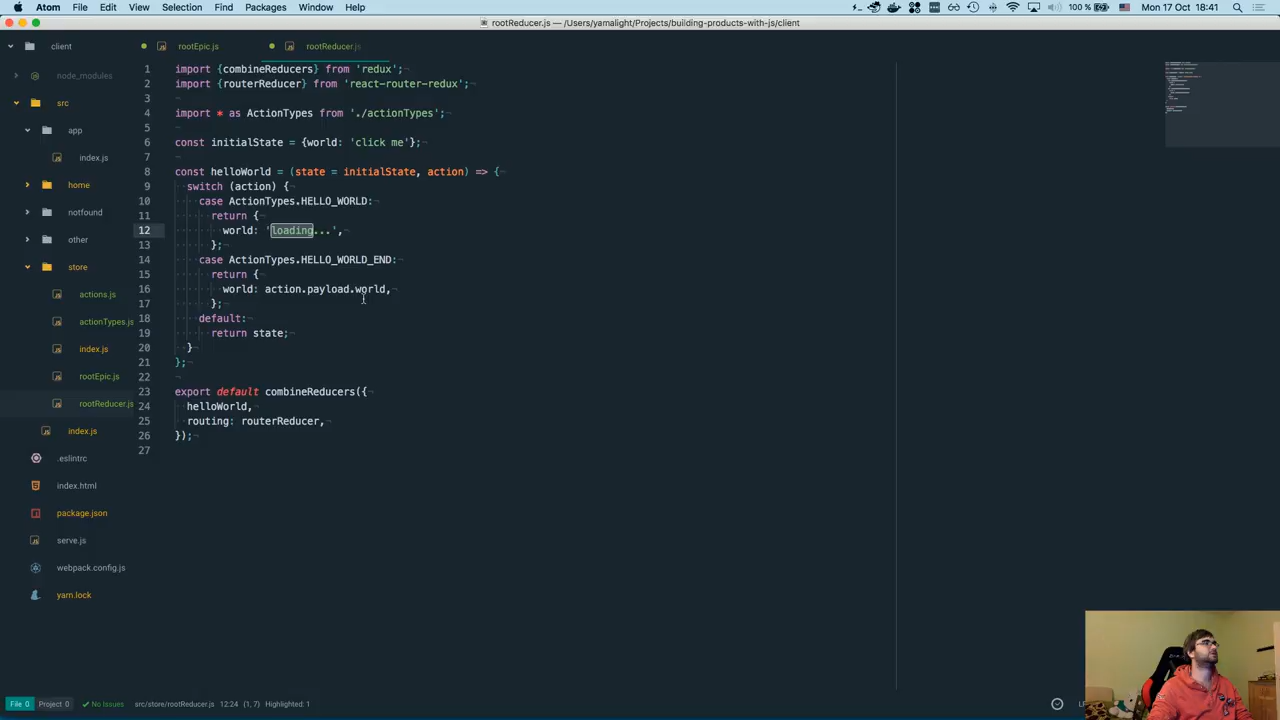 Atom File Edit View Selection Find Packages Window Help 100 % Mon 17 Oct 18:41
rootReducer.js — /Users/yamalight/Projects/building-products-with-js/client
client
node_modules
src
app
index.js
home
notfound
other
store
actions.js
actionTypes.js
index.js
rootEpic.js
rootReducer.js
index.js
.eslintrc
index.html
package.json
serve.js
webpack.config.js
yarn.lock
rootEpic.js rootReducer.js
1 import {combineReducers} from 'redux';
2 import {routerReducer} from 'react-router-redux'
3
4 import * as ActionTypes from './actionTypes';
5
6 const initialState = {world: 'click me'};
7
8 const helloWorld = (state = initialState, action) => {
9 switch (action) {
10 case ActionTypes.HELLO_WORLD:
11 return {
12 world: 'loading...',
13 };
14 case ActionTypes.HELLO_WORLD_END:
15 return {
16 world: action.payload.world,
17 };
18 default:
19 return state;
20 }
21 };
22
23 export default combineReducers({
24 helloWorld,
25 routing: routerReducer,
26 });
27
File 0 Project 0 No Issues src/store/rootReducer.js 12:24 (1, 7) Highlighted: 1